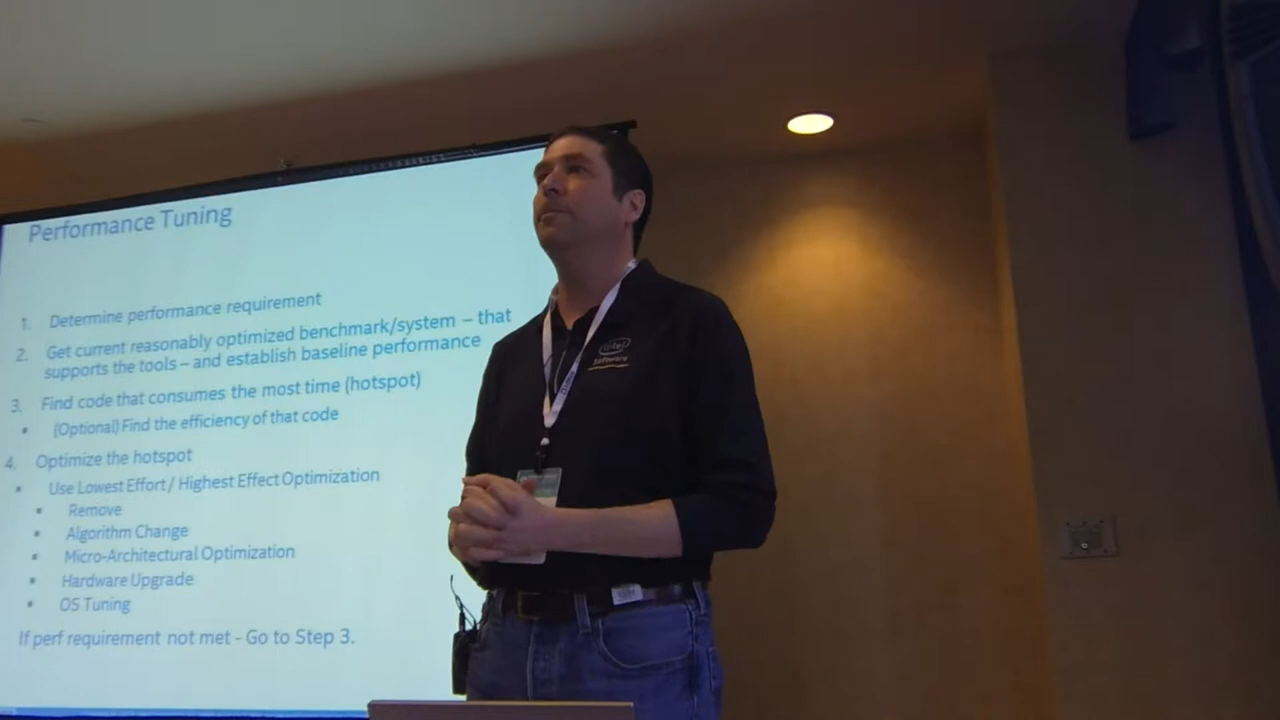 Performance Tuning
1. Determine performance requirement
2. Get current reasonably optimized benchmark/system – that
supports the tools – and establish baseline performance
3. Find code that consumes the most time (hotspot)
▪ (Optional) Find the efficiency of that code
4. Optimize the hotspot
▪ Use Lowest Effort / Highest Effect Optimization
▪ Remove
▪ Algorithm Change
▪ Micro-Architectural Optimization
▪ Hardware Upgrade
▪ OS Tuning
If perf requirement not met - Go to Step 3.
intel
Software